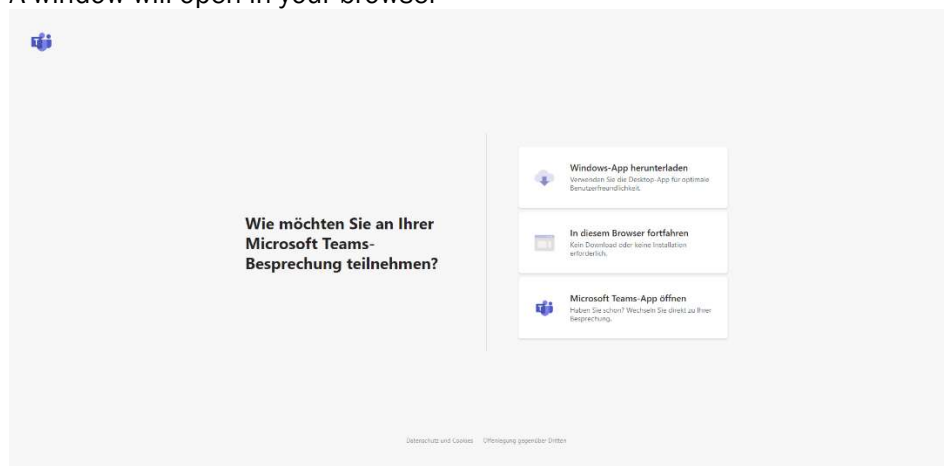 A window will open in your browser
Windows-App herunterladen
Verwenden Sie die Desktop-App für optimale
Benutzerfreundlichkeit.
Wie möchten Sie an Ihrer
Microsoft Teams-
Besprechung teilnehmen?
In diesem Browser fortfahren
Kein Download oder keine Installation
erforderlich.
Microsoft Teams-App öffnen
Haben Sie schon? Wechseln Sie direkt zu Ihrer
Besprechung.
Datenschutz und Cookies Offenlegung gegenüber Dritten